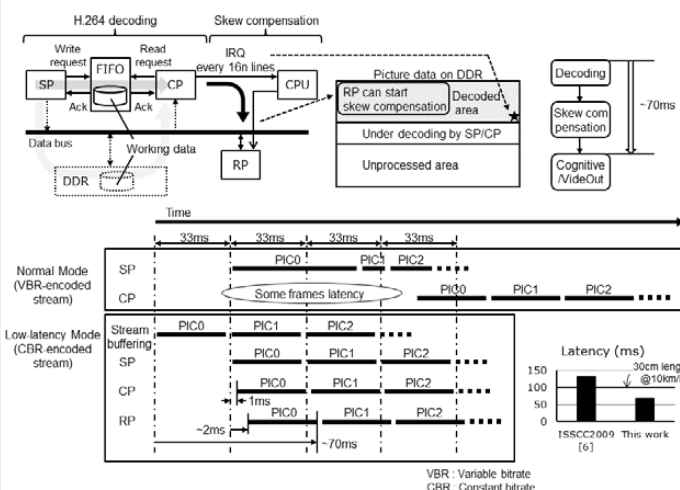 H.264 decoding
Skew compensation
Write
request
FIFO
Read
request
IRQ
every 16n lines
SP
CP
CPU
Ack
Ack
Picture data on DDR
RP can start
skew compensation
Decoded
area
Under decoding by SP/CP
Unprocessed area
Data bus
Working data
DDR
RP
Decoding
Skew com
pensation
Cognitive
/VideOut
~70ms
Time
33ms 33ms 33ms 33ms
Normal Mode
(VBR-encoded
stream)
SP
PIC0 PIC1 PIC2
CP
Some frames latency
PIC0 PIC1 PIC2
Low-latency Mode
(CBR-encoded
stream)
Stream
buffering
PIC0 PIC1 PIC2
SP
PIC0 PIC1 PIC2
CP
PIC0 PIC1 PIC2
1ms
RP
PIC0 PIC1 PIC2
~2ms
~70ms
Latency (ms)
30cm leng
@10km/
150
100
50
0
ISSCC2009
[6]
This work
VBR : Variable bitrate
CBR : Constant bitrate